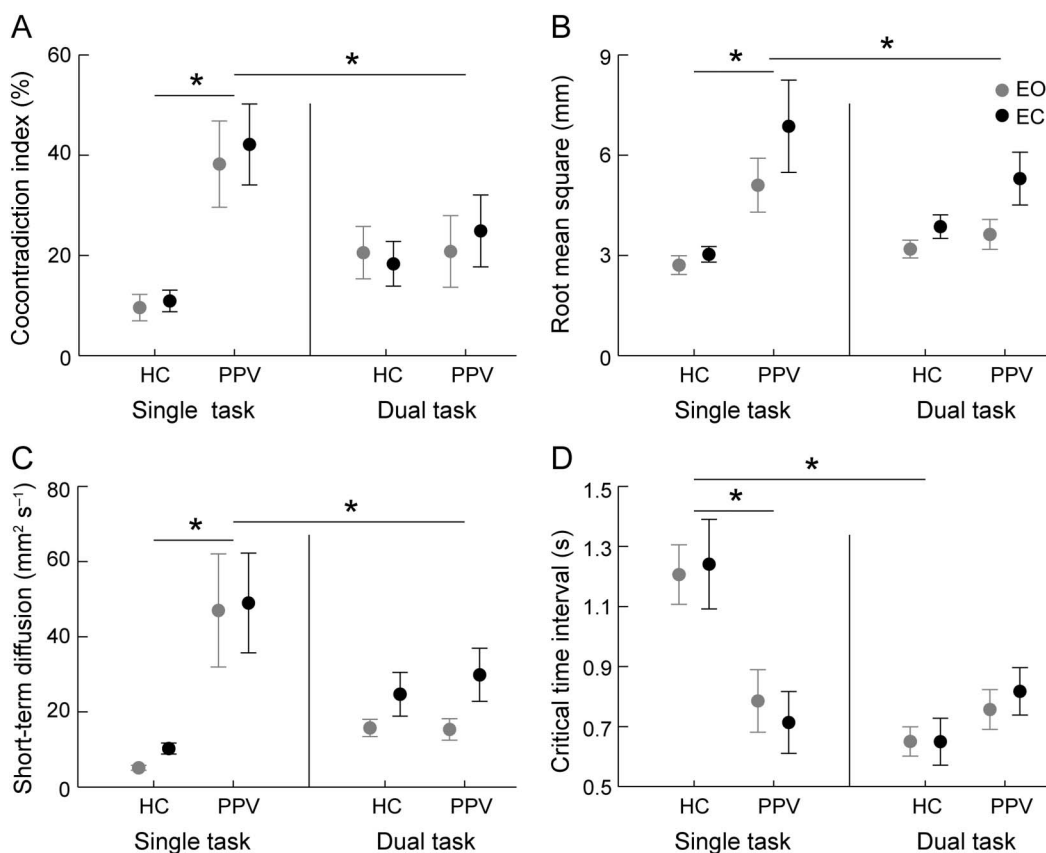 A
Cocontradiction index (%)
60
40
20
0
*
*
HC PPV HC PPV
Single task Dual task
B
Root mean square (mm)
9
6
3
0
*
*
EO
EC
HC PPV HC PPV
Single task Dual task
C
Short-term diffusion (mm² s⁻¹)
80
60
40
20
0
*
*
HC PPV HC PPV
Single task Dual task
D
Critical time interval (s)
1.5
1.3
1.1
0.9
0.7
0.5
*
*
HC PPV HC PPV
Single task Dual task